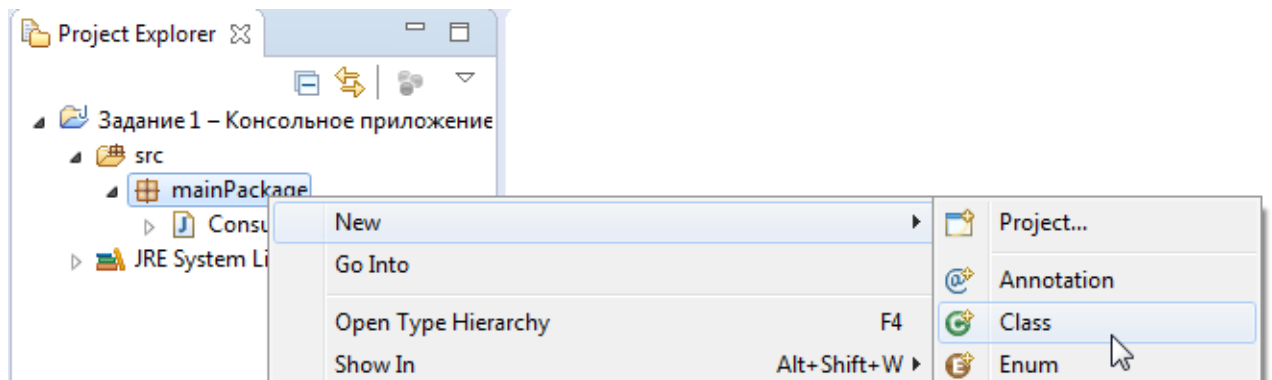 Project Explorer
Задание 1 – Консольное приложение
src
mainPackage
Consu
JRE System Li
New
Go Into
Open Type Hierarchy F4
Show In Alt+Shift+W
Project...
Annotation
Class
Enum